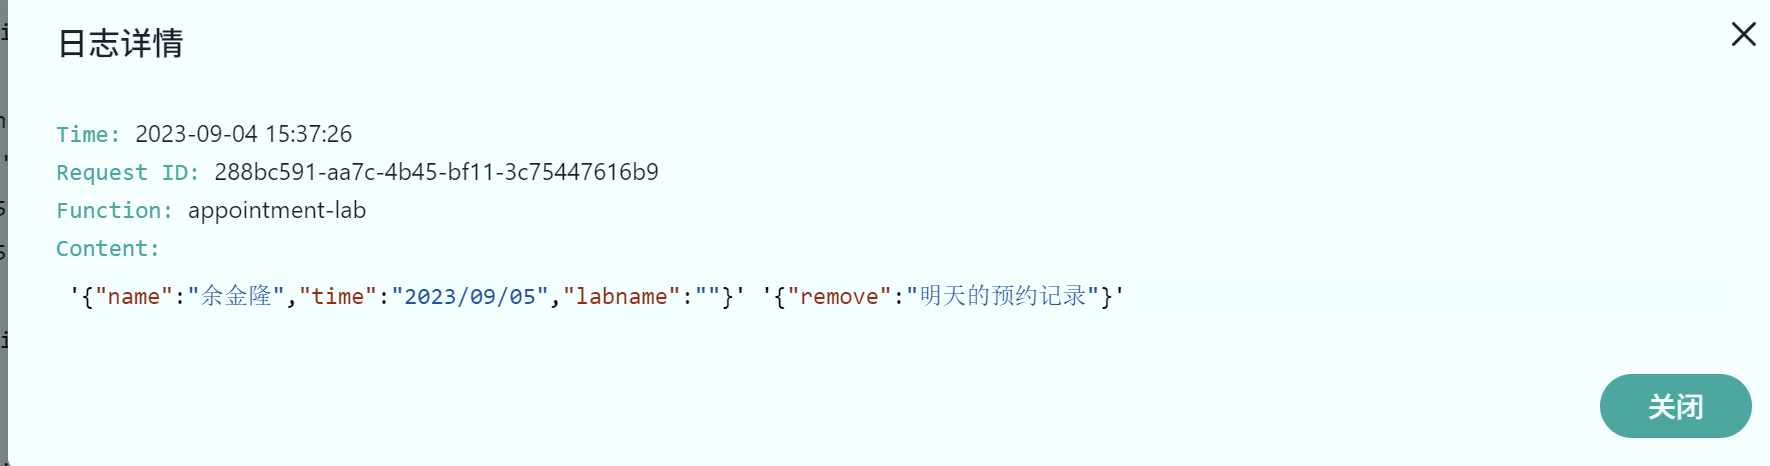 日志详情
Time: 2023-09-04 15:37:26
Request ID: 288bc591-aa7c-4b45-bf11-3c75447616b9
Function: appointment-lab
Content:
'{"name":"余金隆","time":"2023/09/05","labname":""}' '{"remove":"明天的预约记录"}'
关闭